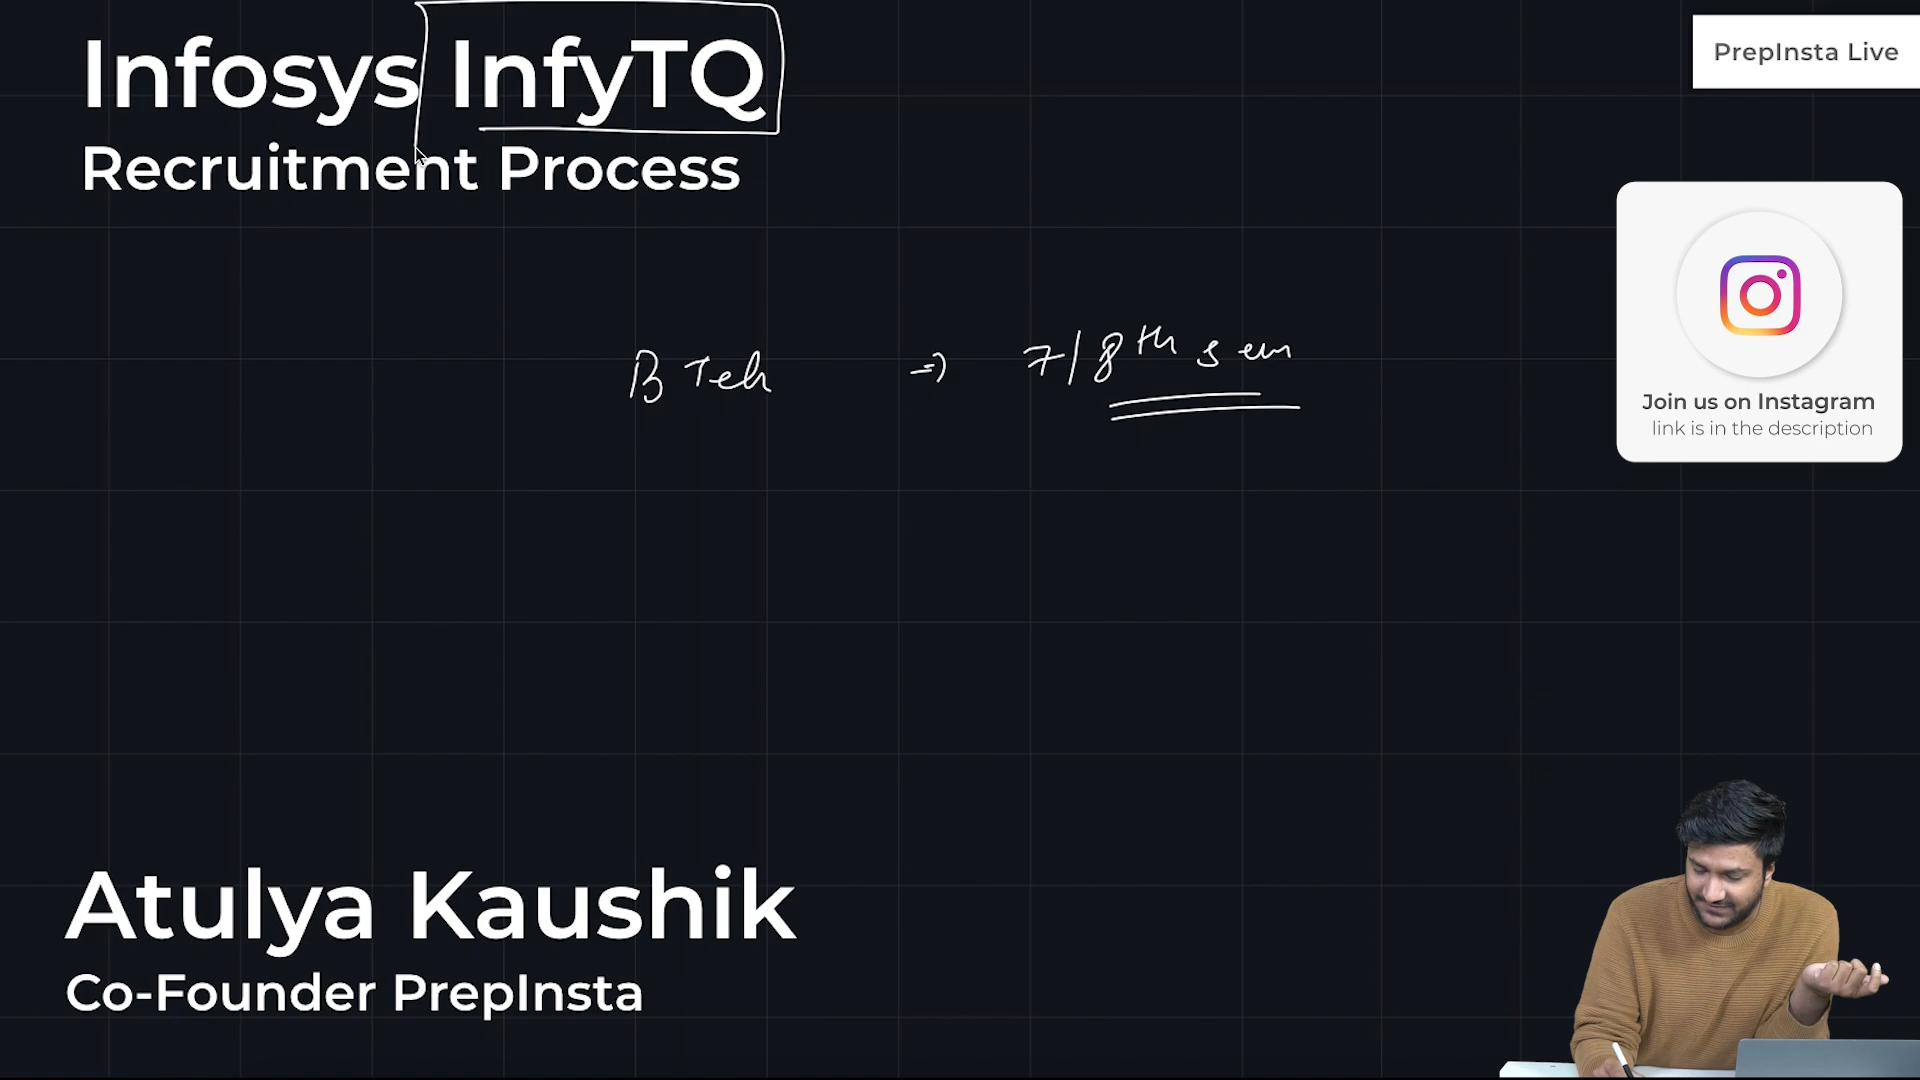 Infosys InfyTQ
Recruitment Process
PrepInsta Live
B Teh => 7/8th sem
Join us on Instagram
link is in the description
Atulya Kaushik
Co-Founder PrepInsta